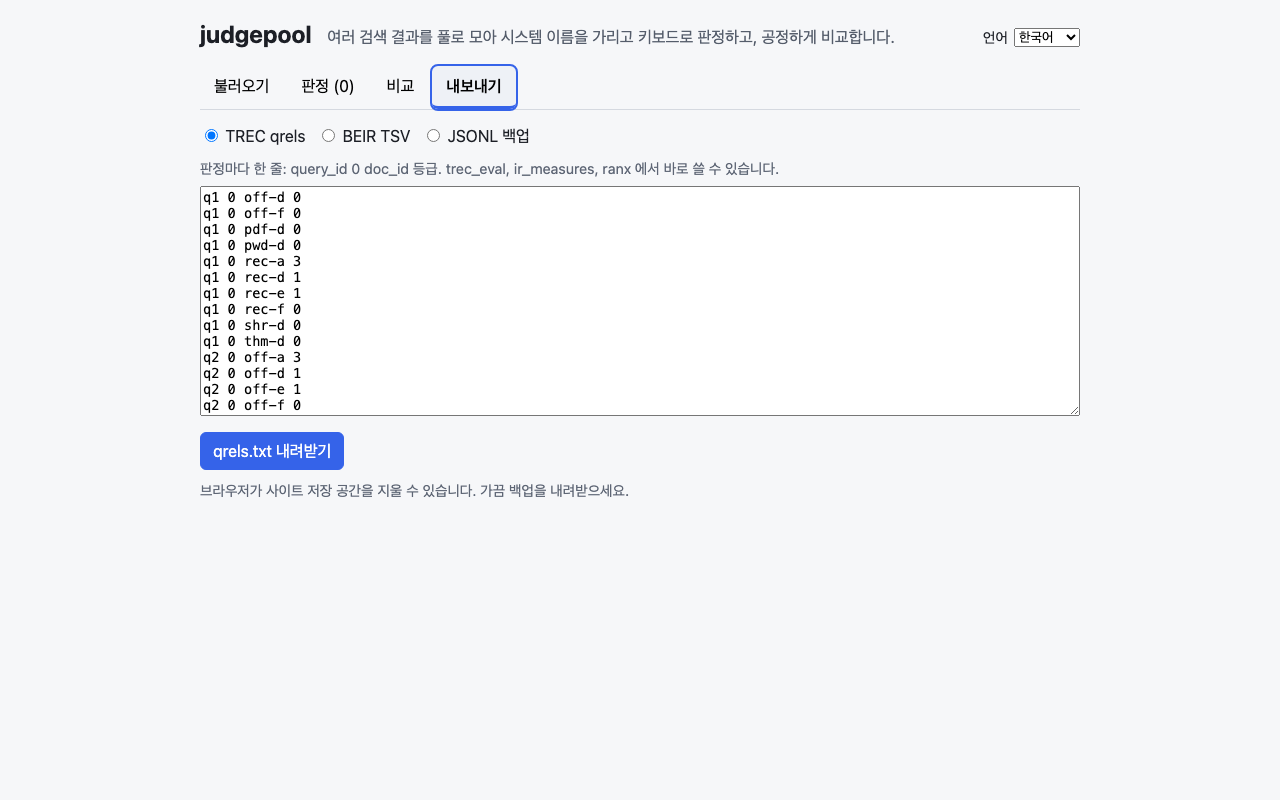 judgepool 여러 검색 결과를 풀로 모아 시스템 이름을 가리고 키보드로 판정하고, 공정하게 비교합니다. 언어 한국어
불러오기 판정 (0) 비교 내보내기
TREC qrels BEIR TSV JSONL 백업
판정마다 한 줄: query_id 0 doc_id 등급. trec_eval, ir_measures, ranx 에서 바로 쓸 수 있습니다.
q1 0 off-d 0
q1 0 off-f 0
q1 0 pdf-d 0
q1 0 pwd-d 0
q1 0 rec-a 3
q1 0 rec-d 1
q1 0 rec-e 1
q1 0 rec-f 0
q1 0 shr-d 0
q1 0 thm-d 0
q2 0 off-a 3
q2 0 off-d 1
q2 0 off-e 1
q2 0 off-f 0
qrels.txt 내려받기
브라우저가 사이트 저장 공간을 지울 수 있습니다. 가끔 백업을 내려받으세요.